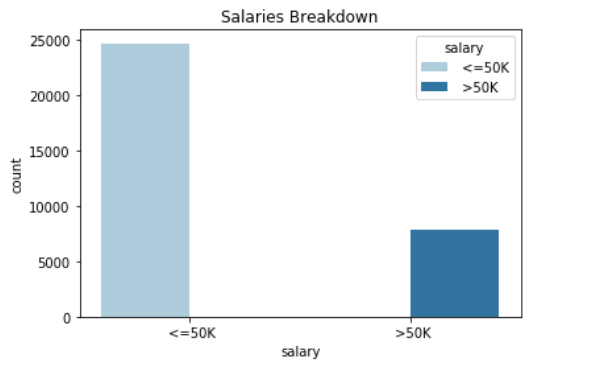 Salaries Breakdown
salary
<=50K
>50K
25000
20000
15000
10000
5000
0
count
<=50K >50K
salary